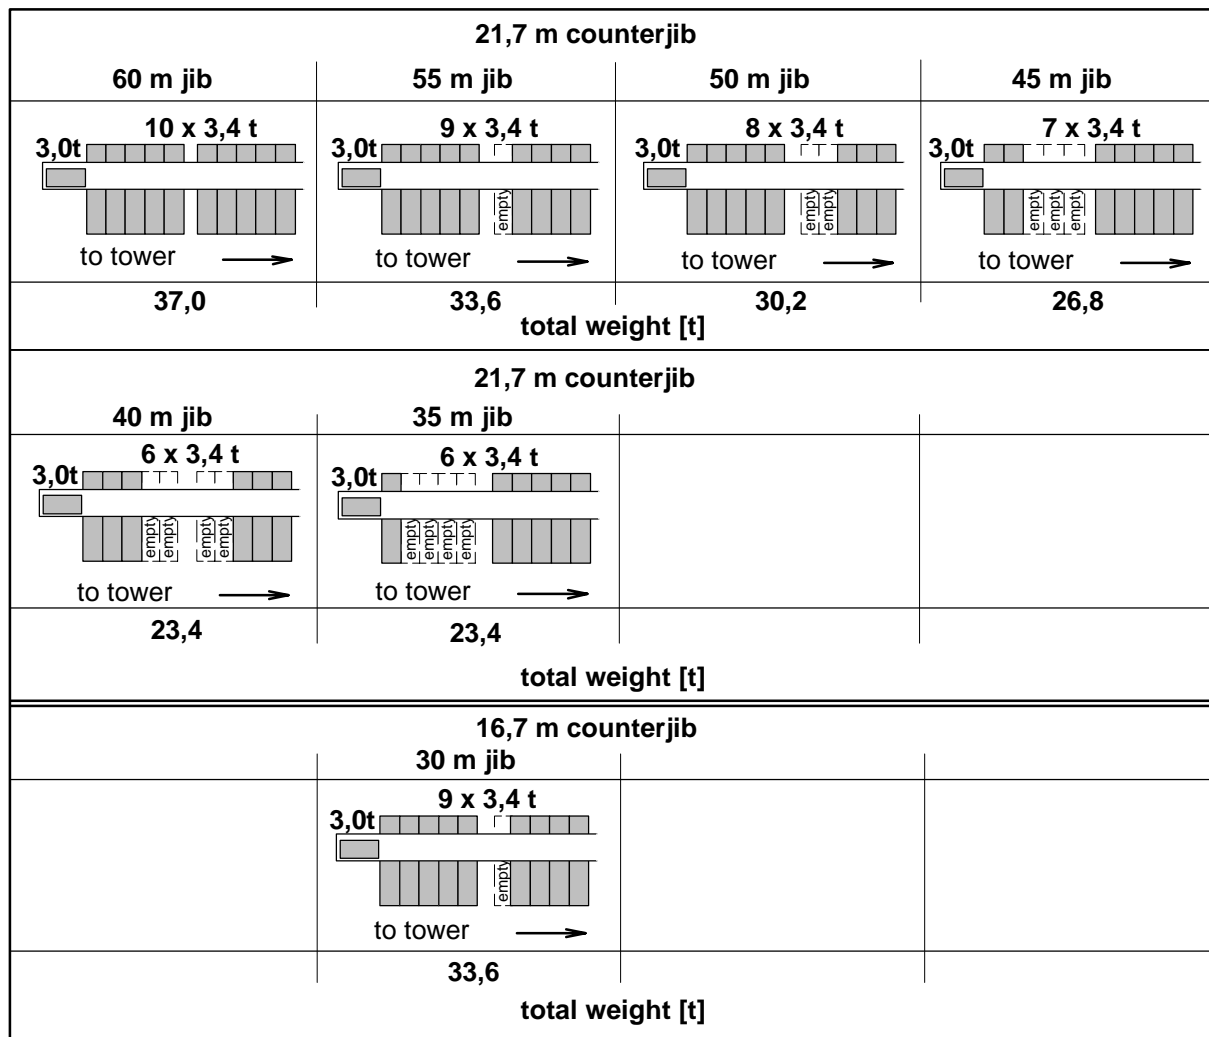 21,7 m counterjib
60 m jib 55 m jib 50 m jib 45 m jib
10 x 3,4 t 9 x 3,4 t 8 x 3,4 t 7 x 3,4 t
3,0t 3,0t 3,0t 3,0t
empty empty empty empty empty empty
to tower to tower to tower to tower
37,0 33,6 30,2 26,8
total weight [t]
21,7 m counterjib
40 m jib 35 m jib
6 x 3,4 t 6 x 3,4 t
3,0t 3,0t
empty empty empty empty empty empty empty empty
to tower to tower
23,4 23,4
total weight [t]
16,7 m counterjib
30 m jib
9 x 3,4 t
3,0t
empty
to tower
33,6
total weight [t]